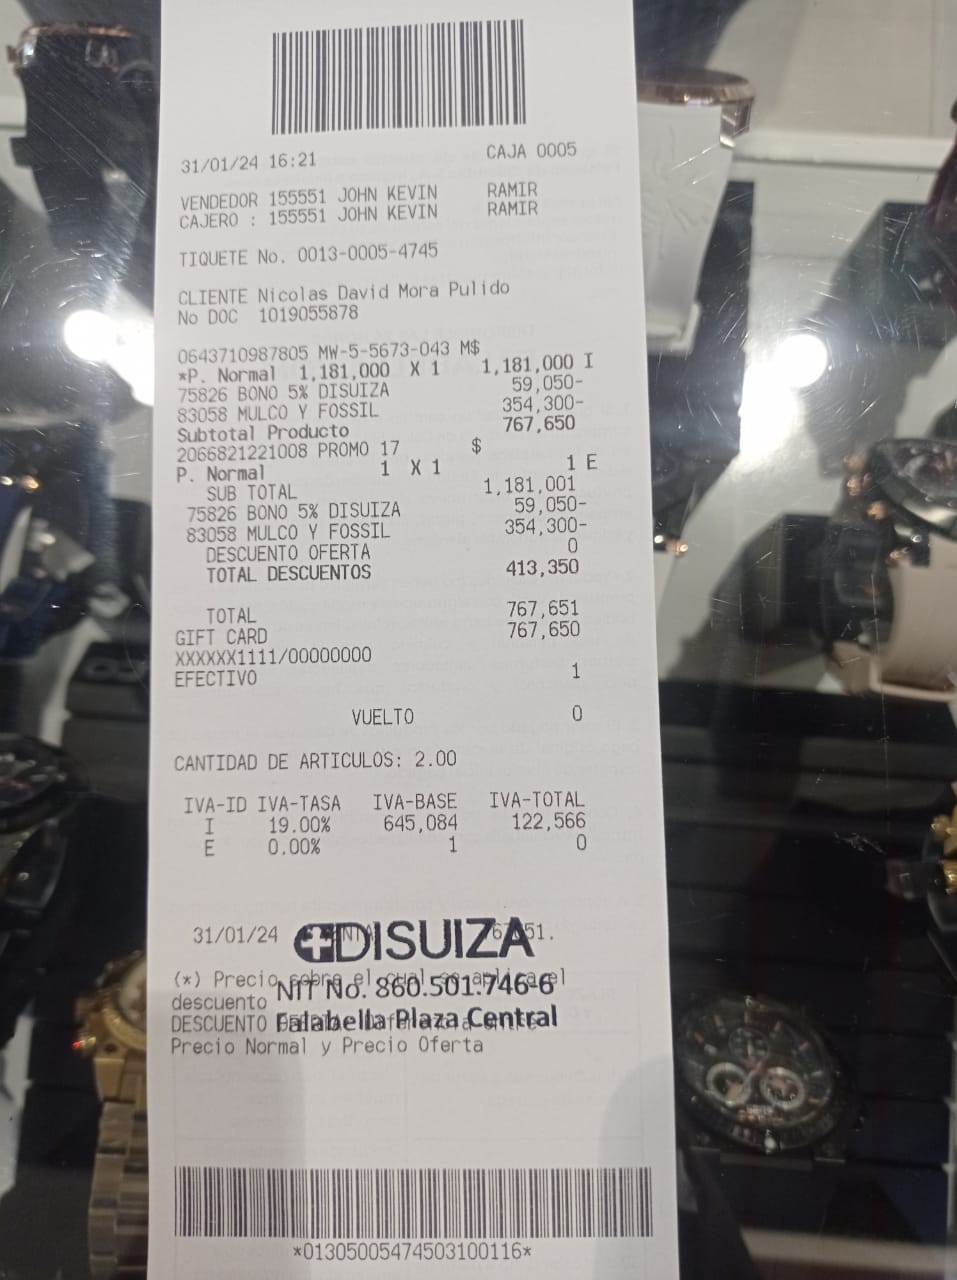 31/01/24 16:21 CAJA 0005
VENDEDOR 155551 JOHN KEVIN RAMIR
CAJERO : 155551 JOHN KEVIN RAMIR
TIQUETE No. 0013-0005-4745
CLIENTE Nicolas David Mora Pulido
No DOC 1019055878
0643710987805 MW-5-5673-043 M$
*P. Normal 1,181,000 X 1 1,181,000 I
75826 BONO 5% DISUIZA 59,050-
83058 MULCO Y FOSSIL 354,300-
Subtotal Producto 767,650
2066821221008 PROMO 17 $
P. Normal 1 X 1 1 E
SUB TOTAL 1,181,001
75826 BONO 5% DISUIZA 59,050-
83058 MULCO Y FOSSIL 354,300-
DESCUENTO OFERTA 0
TOTAL DESCUENTOS 413,350
TOTAL 767,651
GIFT CARD 767,650
XXXXXX1111/00000000
EFECTIVO 1
VUELTO 0
CANTIDAD DE ARTICULOS: 2.00
IVA-ID IVA-TASA IVA-BASE IVA-TOTAL
I 19.00% 645,084 122,566
E 0.00% 1 0
31/01/24
DISUIZA
(*) Precio sobre el cual se aplica el
NIT No. 860.501.746-6
descuento
DESCUENTO
Falabella Plaza Central
Precio Normal y Precio Oferta
*01305005474503100116*